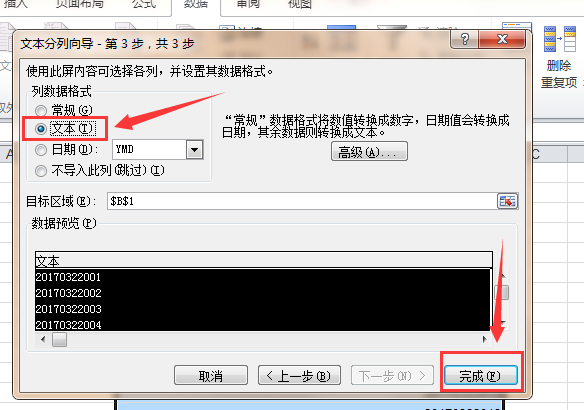 插入 页面布局 公式 数据 审阅 视图
文本分列向导 - 第 3 步，共 3 步
使用此屏内容可选择各列，并设置其数据格式。
列数据格式
常规(G)
文本(T)
日期(D): YMD
不导入此列(跳过)(I)
“常规”数据格式将数值转换成数字，日期值会转换成日期，其余数据则转换成文本。
高级(A)...
目标区域(E): $B$1
数据预览(P)
文本
20170322001
20170322002
20170322003
20170322004
取消 < 上一步(B) 下一步(N) > 完成(F)
删除
重复项
A
C